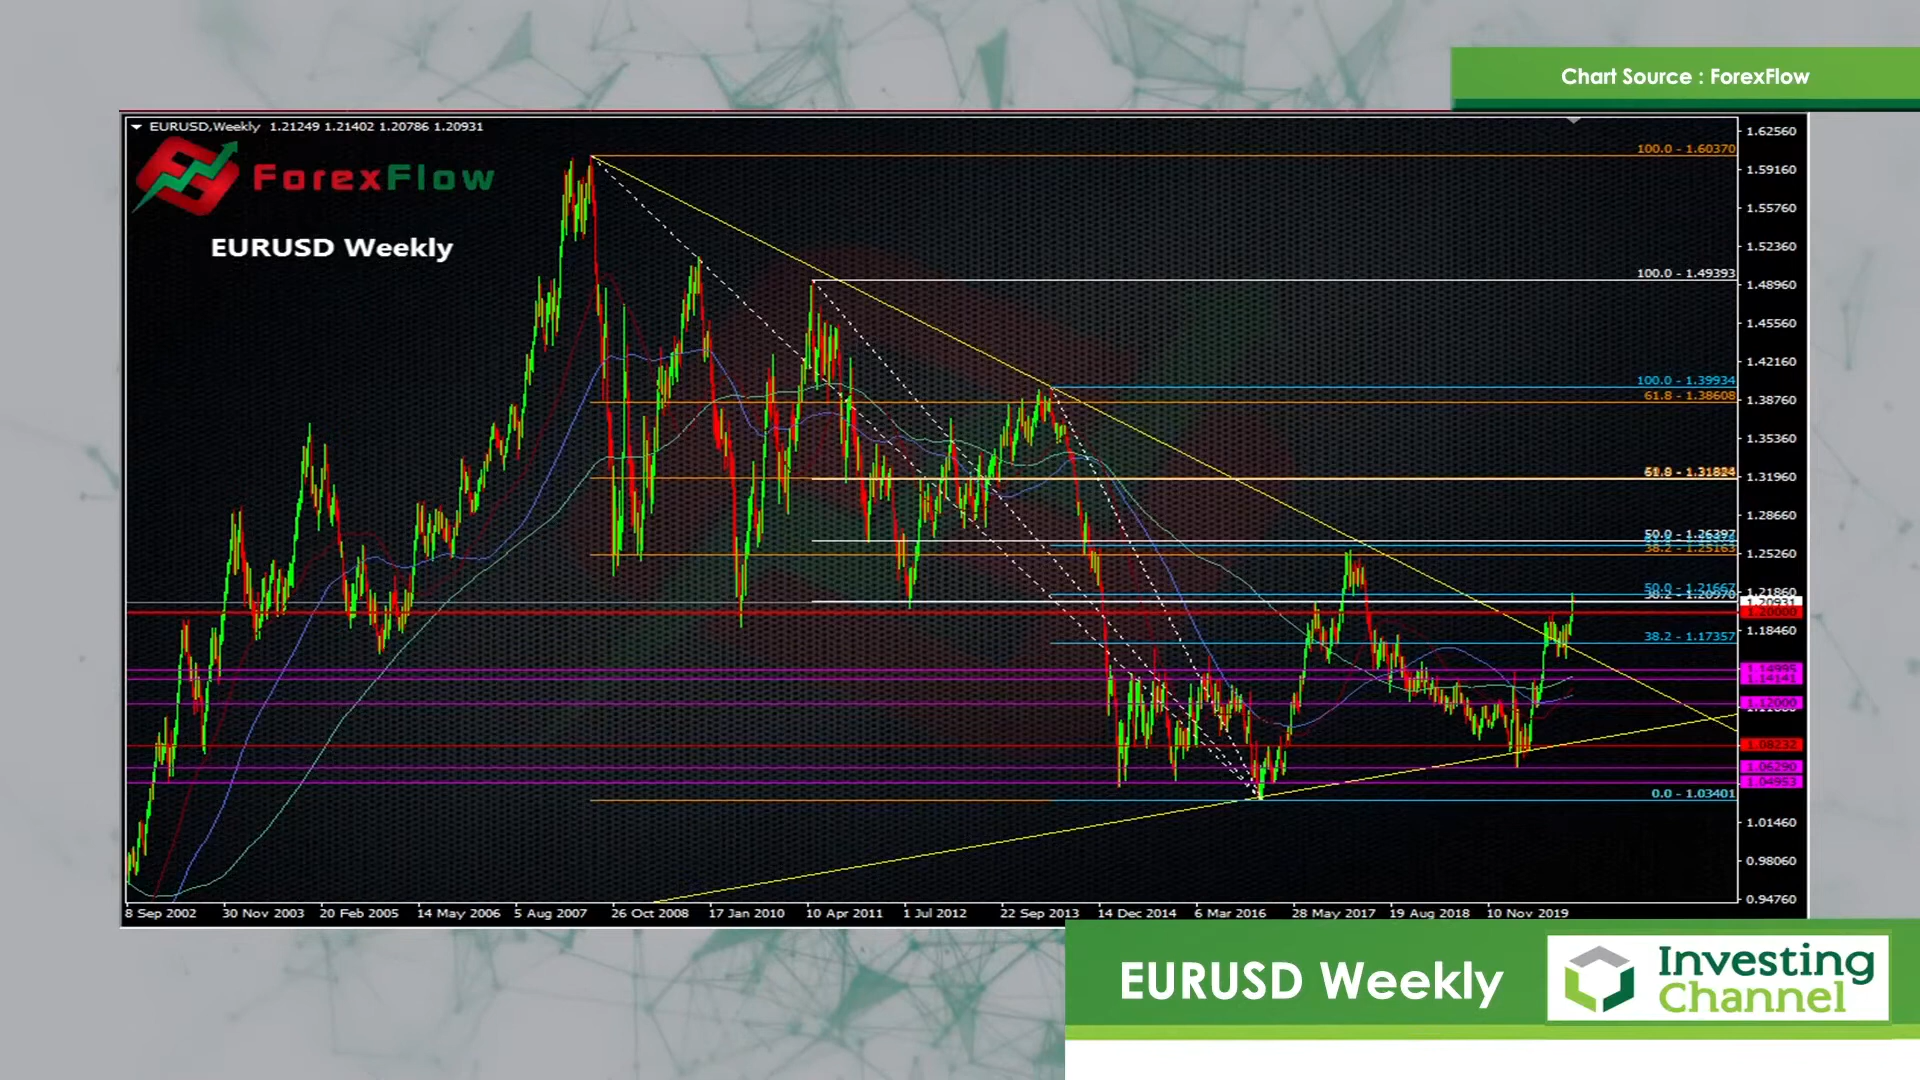 Chart Source : ForexFlow
EURUSD,Weekly 1.21249 1.21402 1.20786 1.20931
ForexFlow
EURUSD Weekly
100.0 - 1.60370
100.0 - 1.49393
100.0 - 1.39934
61.8 - 1.38608
50.0 - 1.26397
38.2 - 1.25163
50.0 - 1.21667
38.2 - 1.20970
38.2 - 1.17357
0.0 - 1.03401
1.62560
1.59160
1.55760
1.52360
1.48960
1.45560
1.42160
1.38760
1.35360
1.31960
1.28660
1.25260
1.21860
1.20931
1.20000
1.18460
1.14995
1.14141
1.12000
1.08232
1.06290
1.04953
1.01460
0.98060
0.94760
8 Sep 2002 30 Nov 2003 20 Feb 2005 14 May 2006 5 Aug 2007 26 Oct 2008 17 Jan 2010 10 Apr 2011 1 Jul 2012 22 Sep 2013 14 Dec 2014 6 Mar 2016 28 May 2017 19 Aug 2018 10 Nov 2019
EURUSD Weekly
Investing
Channel